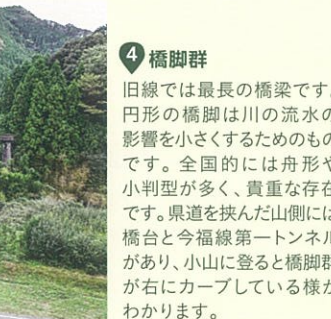 4 橋脚群
旧線では最長の橋梁です。
円形の橋脚は川の流水の
影響を小さくするためのもの
です。全国的には舟形や
小判型が多く、貴重な存在
です。県道を挟んだ山側には
橋台と今福線第一トンネル
があり、小山に登ると橋脚群
が右にカーブしている様が
わかります。